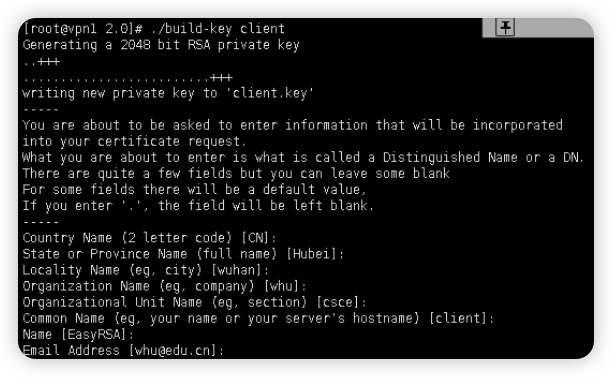 [root@vpn1 2.0]# ./build-key client
Generating a 2048 bit RSA private key
..+++
.........................+++
writing new private key to 'client.key'
-----
You are about to be asked to enter information that will be incorporated
into your certificate request.
What you are about to enter is what is called a Distinguished Name or a DN.
There are quite a few fields but you can leave some blank
For some fields there will be a default value,
If you enter '.', the field will be left blank.
-----
Country Name (2 letter code) [CN]:
State or Province Name (full name) [Hubei]:
Locality Name (eg, city) [wuhan]:
Organization Name (eg, company) [whu]:
Organizational Unit Name (eg, section) [csce]:
Common Name (eg, your name or your server's hostname) [client]:
Name [EasyRSA]:
Email Address [whu@edu.cn]: